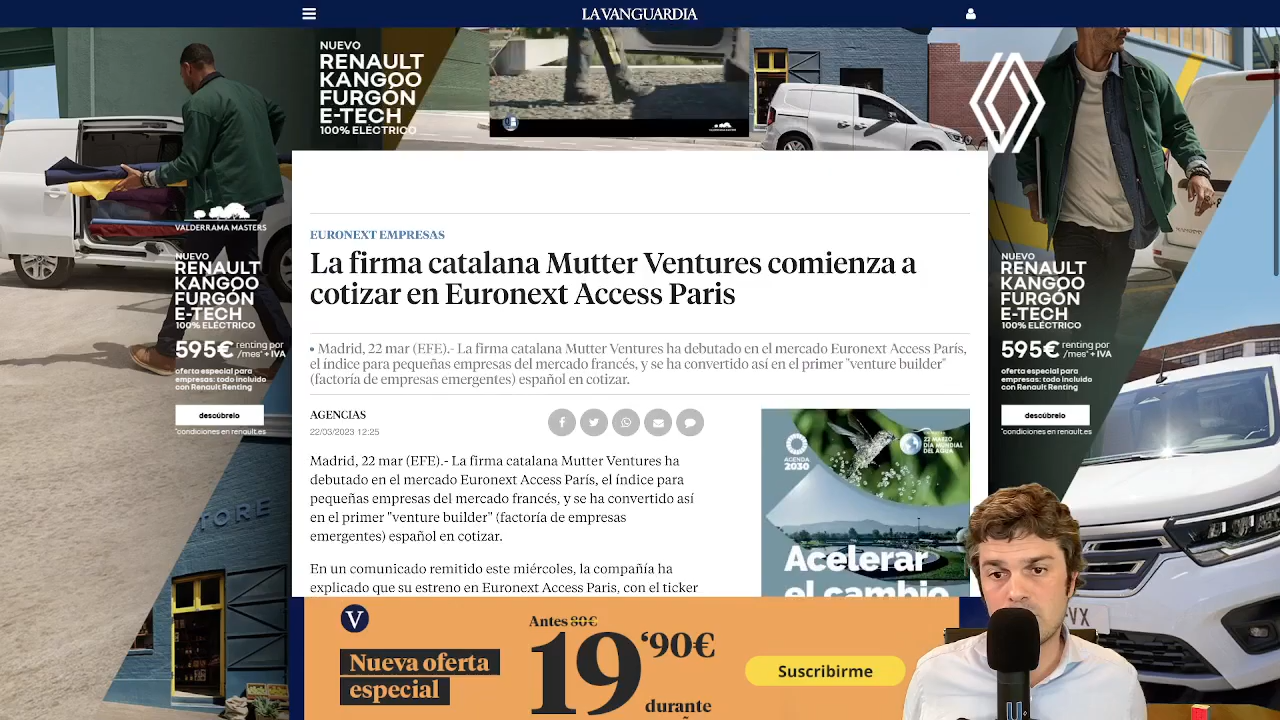 LA VANGUARDIA
NUEVO
RENAULT
KANGOO
FURGÓN
E-TECH
100% ELÉCTRICO
VALDERRAMA MASTERS
NUEVO
RENAULT
KANGOO
FURGÓN
E-TECH
100% ELÉCTRICO
595€ renting por
/mes* + IVA
oferta especial para
empresas: todo incluido
con Renault Renting
descúbrelo
*condiciones en renault.es
EURONEXT EMPRESAS
La firma catalana Mutter Ventures comienza a
cotizar en Euronext Access Paris
• Madrid, 22 mar (EFE).- La firma catalana Mutter Ventures ha debutado en el mercado Euronext Access París,
el índice para pequeñas empresas del mercado francés, y se ha convertido así en el primer "venture builder"
(factoría de empresas emergentes) español en cotizar.
AGENCIAS
22/03/2023 12:25
Madrid, 22 mar (EFE).- La firma catalana Mutter Ventures ha
debutado en el mercado Euronext Access París, el índice para
pequeñas empresas del mercado francés, y se ha convertido así
en el primer "venture builder" (factoría de empresas
emergentes) español en cotizar.
En un comunicado remitido este miércoles, la compañía ha
explicado que su estreno en Euronext Access Paris, con el ticker
AGENDA
2030
22 MARZO
DÍA MUNDIAL
DEL AGUA
Acelerar
el cambio
NUEVO
RENAULT
KANGOO
FURGÓN
E-TECH
100% ELÉCTRICO
595€ renting por
/mes* + IVA
oferta especial para
empresas: todo incluido
con Renault Renting
descúbrelo
*condiciones en renault.es
TORE
V
Nueva oferta
especial
Antes 80€
19'90€
durante
Suscribirme
VX